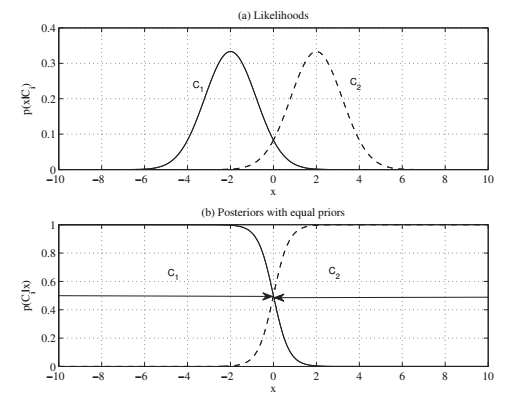 (a) Likelihoods
0.4
0.3
0.2
0.1
0
p(x|C_i)
C_1
C_2
−10 −8 −6 −4 −2 0 2 4 6 8 10
x
(b) Posteriors with equal priors
1
0.8
0.6
0.4
0.2
0
p(C_i|x)
C_1
C_2
−10 −8 −6 −4 −2 0 2 4 6 8 10
x